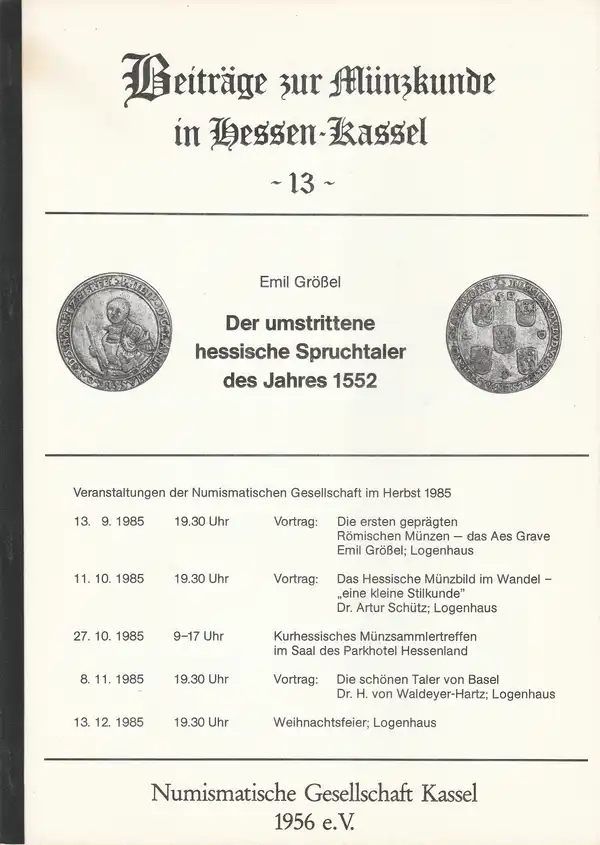 Beiträge zur Münzkunde
in Hessen-Kassel
~ 13 ~
Emil Größel
Der umstrittene
hessische Spruchtaler
des Jahres 1552
Veranstaltungen der Numismatischen Gesellschaft im Herbst 1985
13. 9. 1985 19.30 Uhr Vortrag: Die ersten geprägten
Römischen Münzen – das Aes Grave
Emil Größel; Logenhaus
11. 10. 1985 19.30 Uhr Vortrag: Das Hessische Münzbild im Wandel –
„eine kleine Stilkunde"
Dr. Artur Schütz; Logenhaus
27. 10. 1985 9–17 Uhr Kurhessisches Münzsammlertreffen
im Saal des Parkhotel Hessenland
8. 11. 1985 19.30 Uhr Vortrag: Die schönen Taler von Basel
Dr. H. von Waldeyer-Hartz; Logenhaus
13. 12. 1985 19.30 Uhr Weihnachtsfeier; Logenhaus
Numismatische Gesellschaft Kassel
1956 e.V.